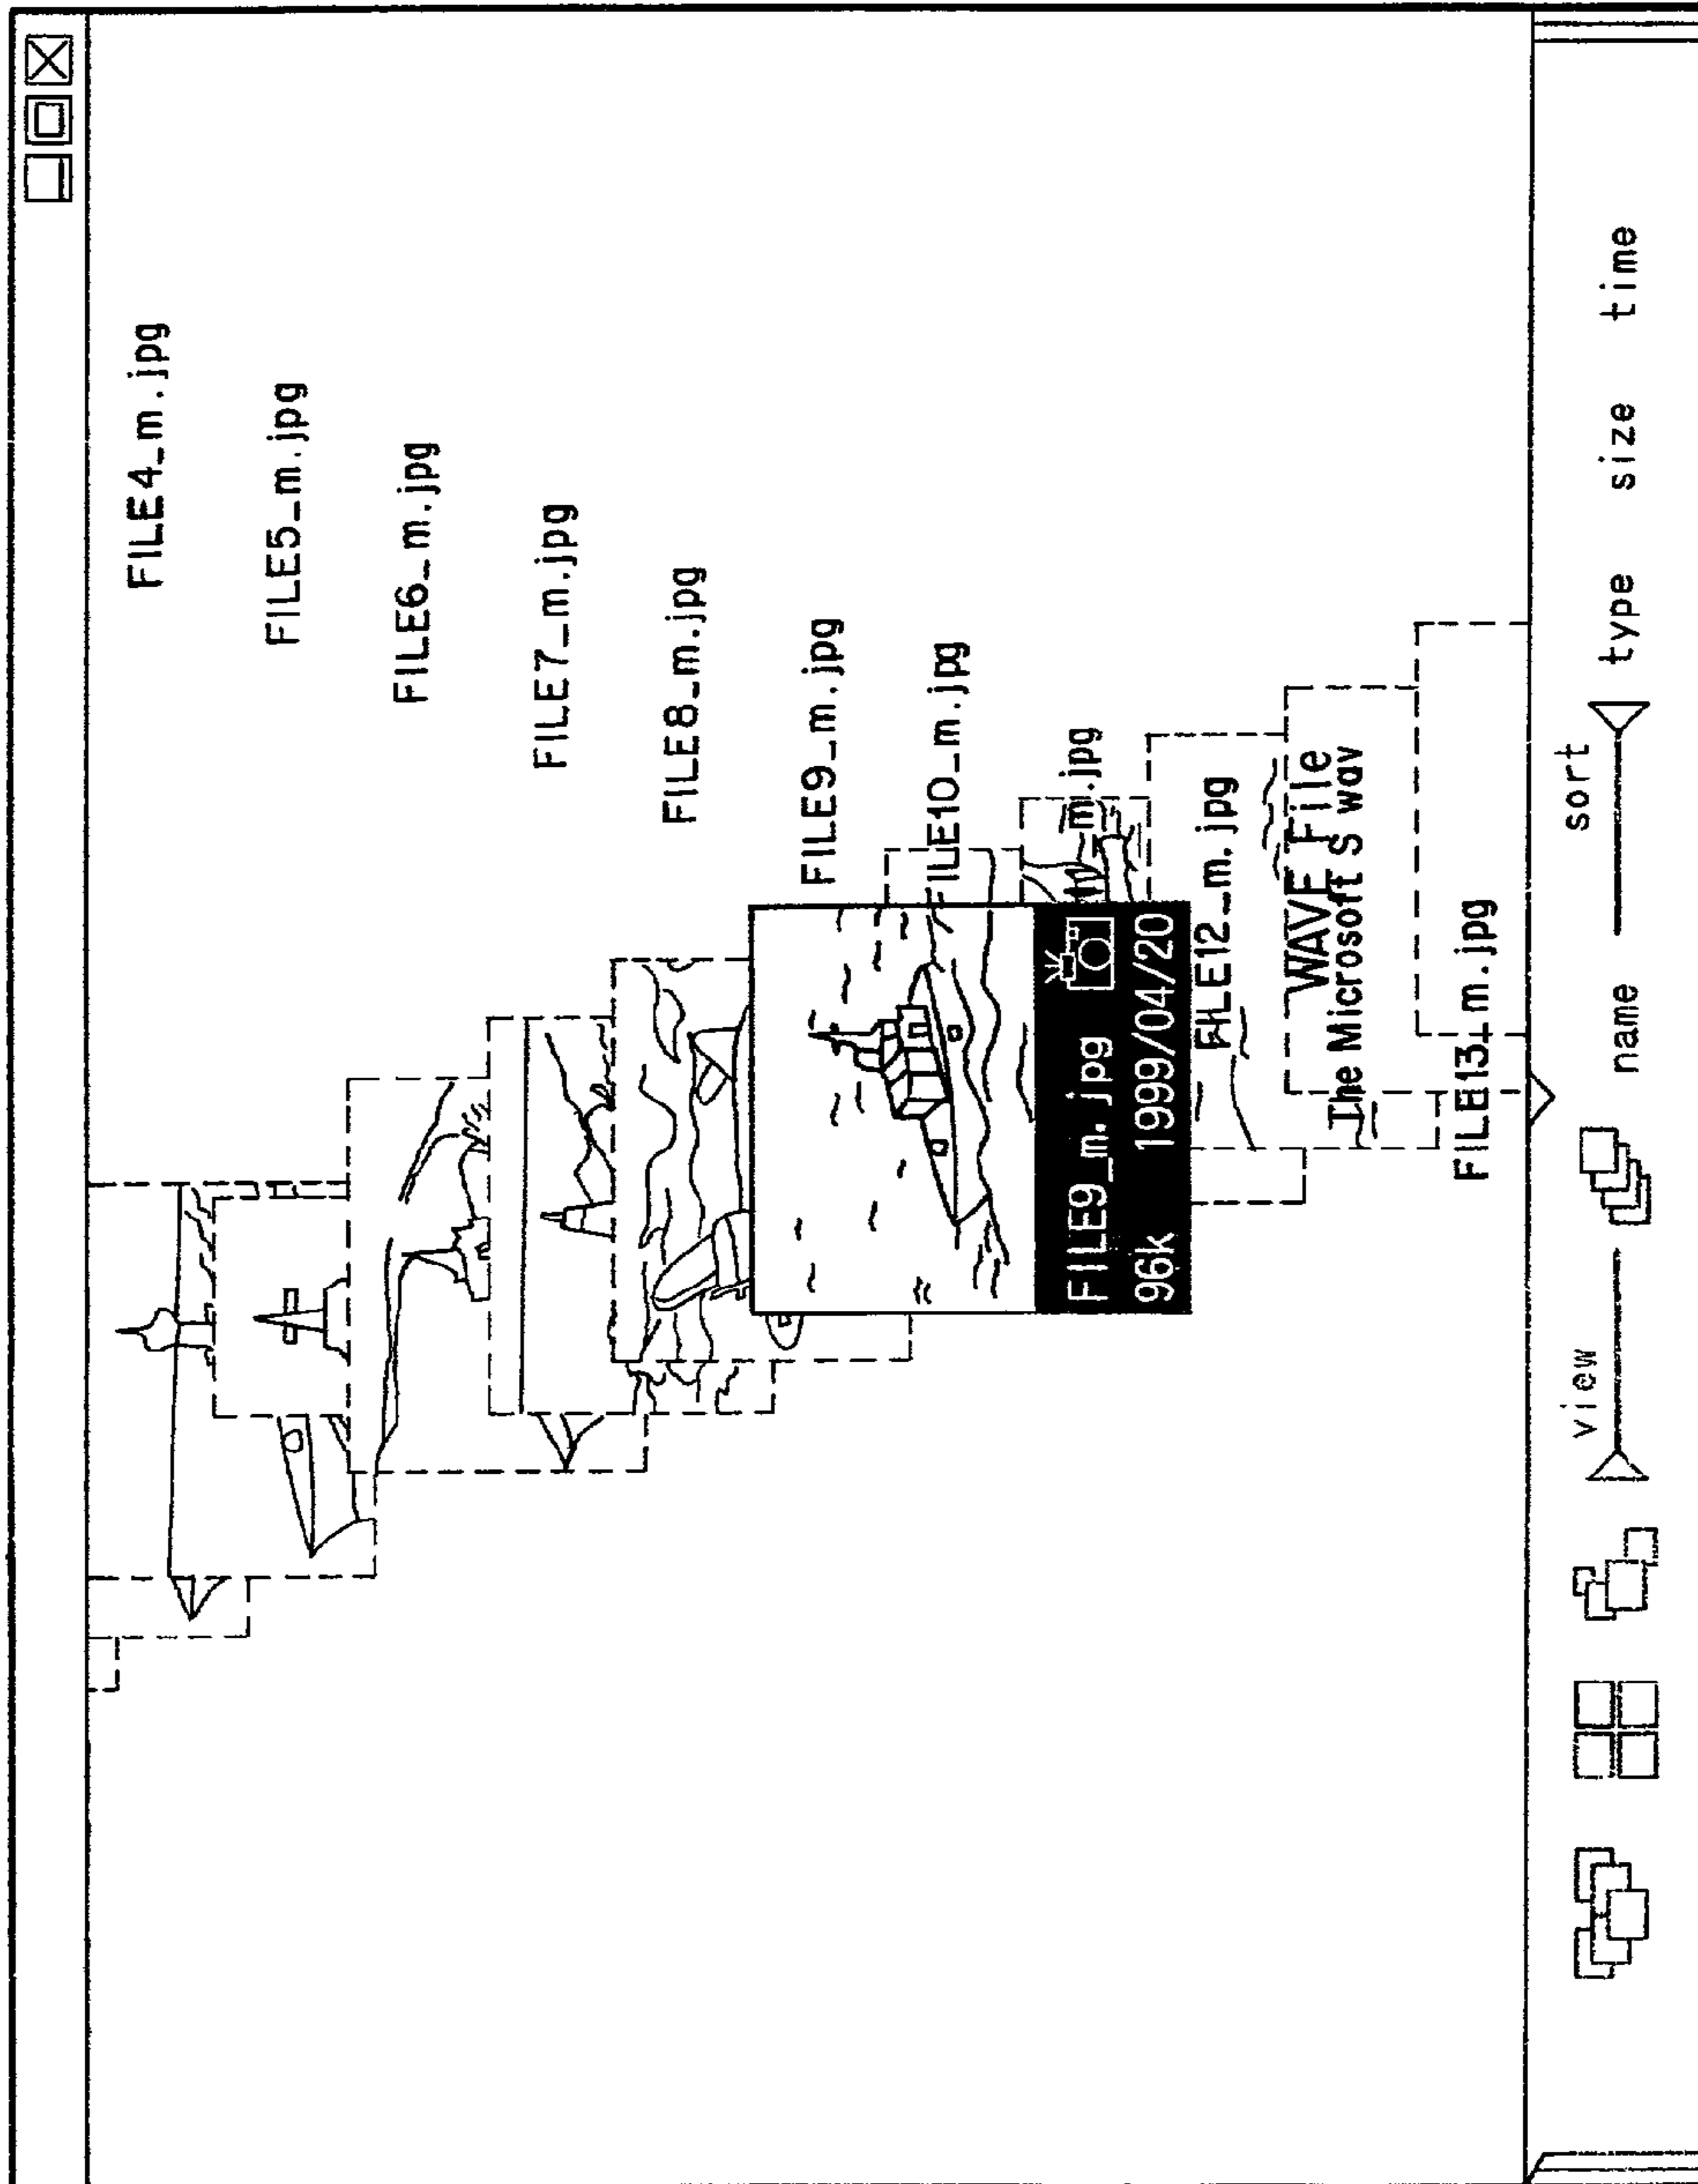 FILE4_m.jpg
FILE5_m.jpg
FILE6_m.jpg
FILE7_m.jpg
FILE8_m.jpg
FILE9_m.jpg
FILE10_m.jpg
m.jpg
FILE9_m.jpg
96k 1999/04/20
FILE12_m.jpg
WAVE File
The Microsoft S wav
FILE13_m.jpg
view
sort
name type size time